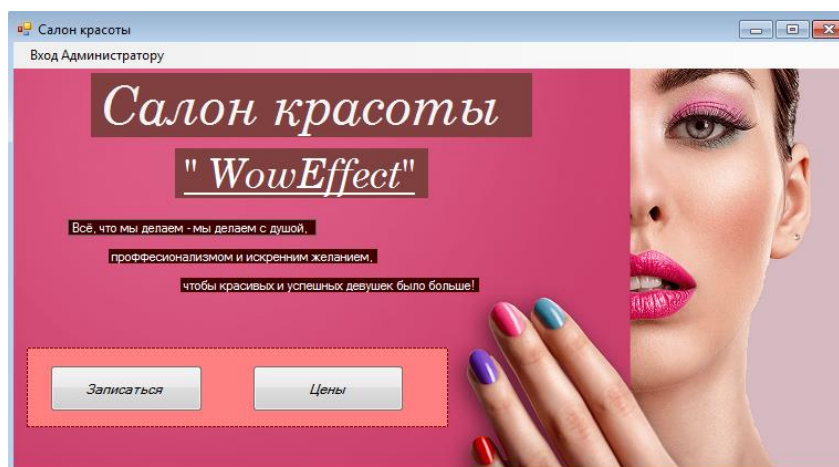 Салон красоты
Вход Администратору
Салон красоты
" WowEffect"
Всё, что мы делаем - мы делаем с душой,
проффесионализмом и искренним желанием,
чтобы красивых и успешных девушек было больше!
Записаться
Цены